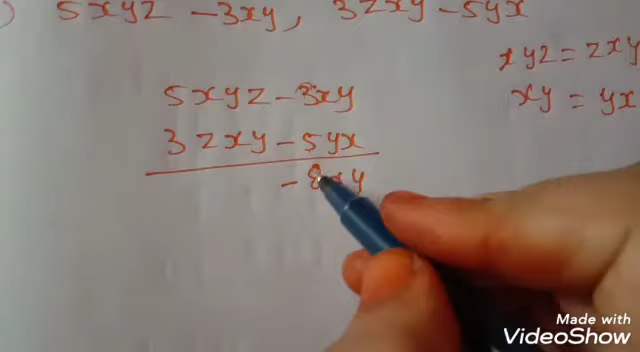 ) 5xyz - 3xy, 3zxy - 5yx
xyz = zxy
xy = yx
5xyz - 3xy
3zxy - 5yx
- 8xy
Made with
VideoShow